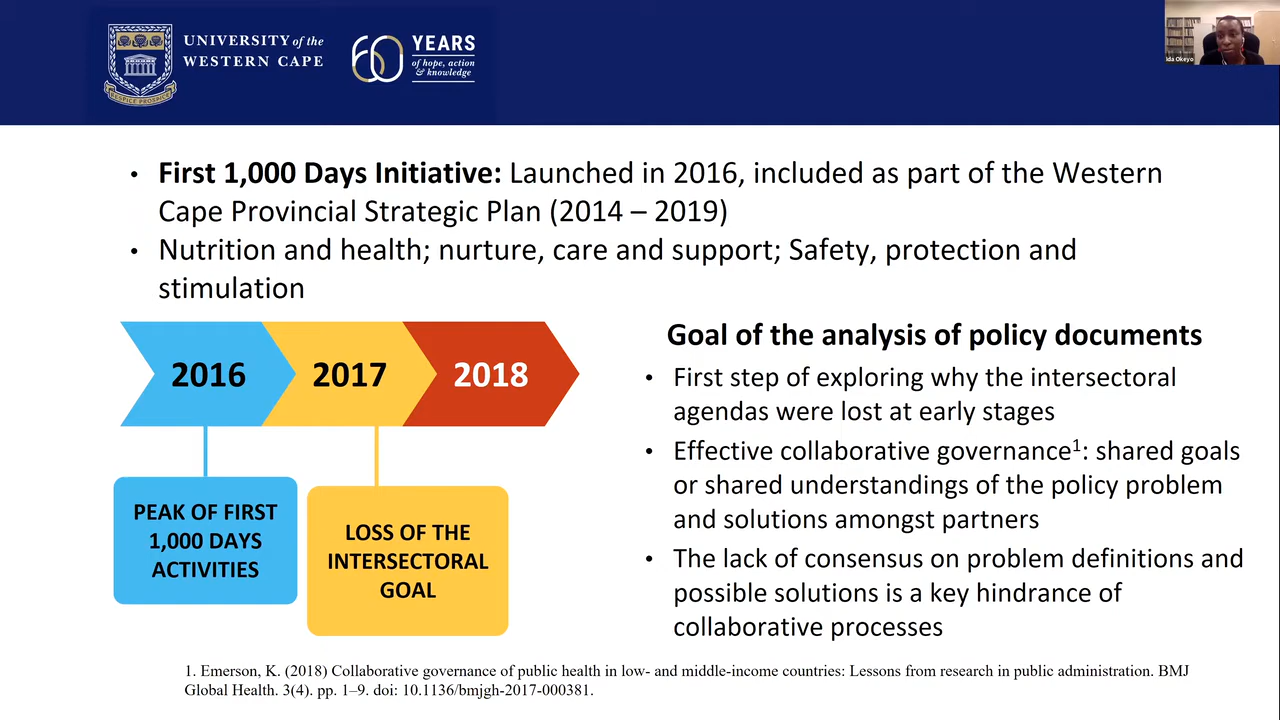 UNIVERSITY of the
WESTERN CAPE
60 YEARS
of hope, action
& knowledge
Ida Okeyo
• First 1,000 Days Initiative: Launched in 2016, included as part of the Western
Cape Provincial Strategic Plan (2014 – 2019)
• Nutrition and health; nurture, care and support; Safety, protection and
stimulation
2016
2017
2018
PEAK OF FIRST
1,000 DAYS
ACTIVITIES
LOSS OF THE
INTERSECTORAL
GOAL
Goal of the analysis of policy documents
• First step of exploring why the intersectoral
agendas were lost at early stages
• Effective collaborative governance¹: shared goals
or shared understandings of the policy problem
and solutions amongst partners
• The lack of consensus on problem definitions and
possible solutions is a key hindrance of
collaborative processes
1. Emerson, K. (2018) Collaborative governance of public health in low- and middle-income countries: Lessons from research in public administration. BMJ
Global Health. 3(4). pp. 1–9. doi: 10.1136/bmjgh-2017-000381.